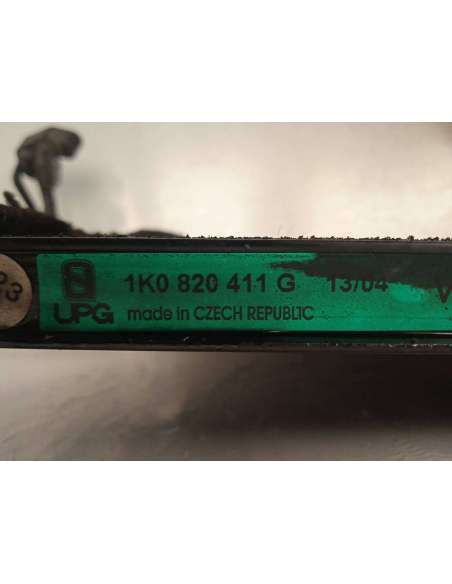 1K0 820 411 G 13/04
UPG made in CZECH REPUBLIC